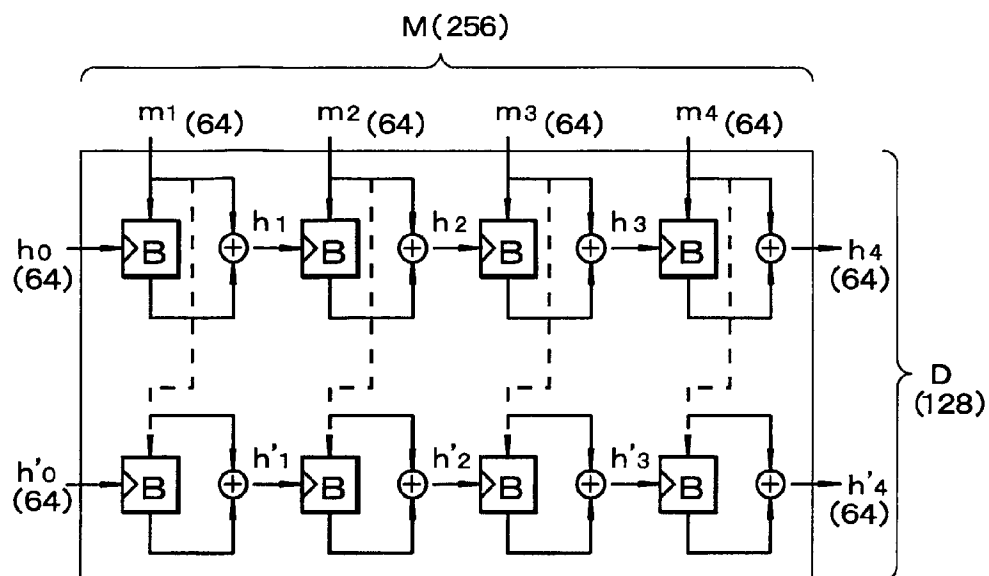 M(256)
m1 (64) m2 (64) m3 (64) m4 (64)
h0 (64) B h1 B h2 B h3 B h4 (64)
D (128)
h'0 (64) B h'1 B h'2 B h'3 B h'4 (64)